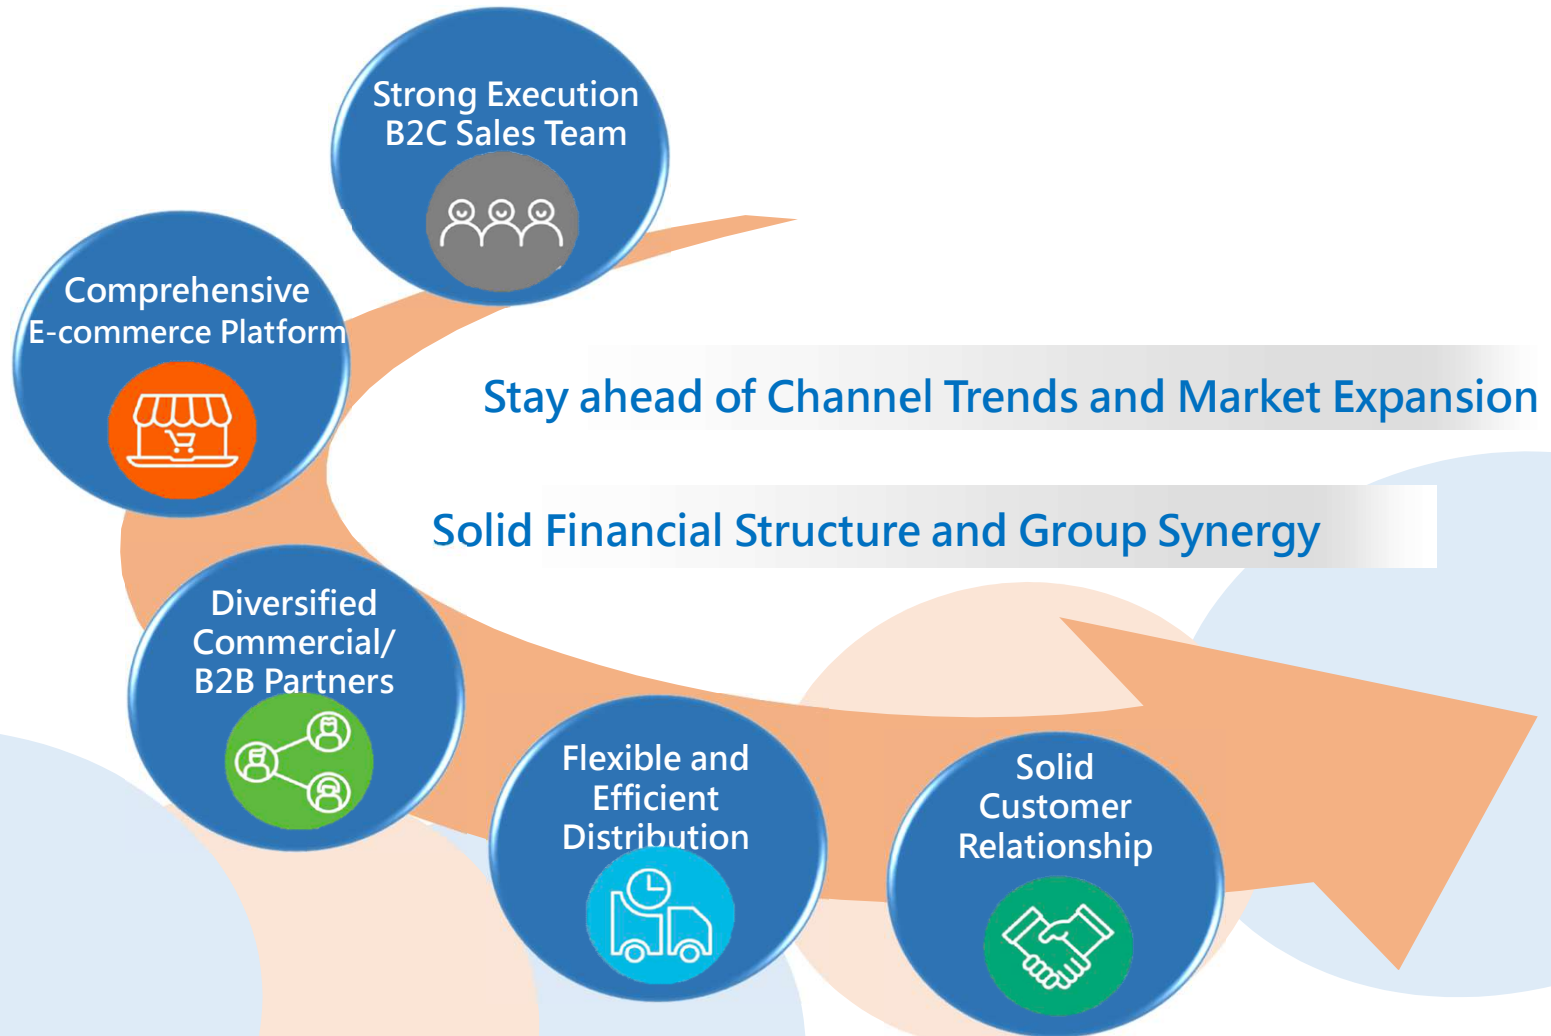 Strong Execution
B2C Sales Team
Comprehensive
E-commerce Platform
Stay ahead of Channel Trends and Market Expansion
Solid Financial Structure and Group Synergy
Diversified
Commercial/
B2B Partners
Flexible and
Efficient
Distribution
Solid
Customer
Relationship